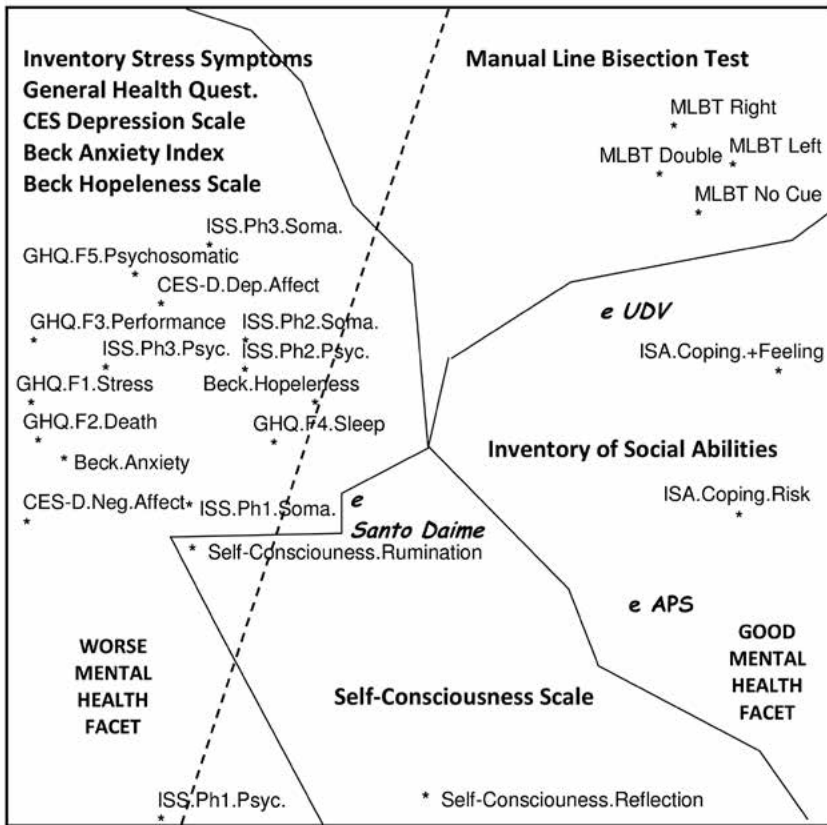 Inventory Stress Symptoms
General Health Quest.
CES Depression Scale
Beck Anxiety Index
Beck Hopeleness Scale
Manual Line Bisection Test
MLBT Right
*
MLBT Double
*
MLBT Left
*
MLBT No Cue
*
ISS.Ph3.Soma.
*
GHQ.F5.Psychosomatic
*
CES-D.Dep.Affect
*
GHQ.F3.Performance
*
ISS.Ph2.Soma.
*
ISS.Ph3.Psyc.
*
ISS.Ph2.Psyc.
*
GHQ.F1.Stress
*
Beck.Hopeleness
*
GHQ.F2.Death
*
GHQ.F4.Sleep
*
* Beck.Anxiety
CES-D.Neg.Affect
*
* ISS.Ph1.Soma.
e UDV
ISA.Coping.+Feeling
*
Inventory of Social Abilities
ISA.Coping.Risk
*
e
Santo Daime
* Self-Consciouness.Rumination
e APS
WORSE
MENTAL
HEALTH
FACET
GOOD
MENTAL
HEALTH
FACET
Self-Consciousness Scale
ISS.Ph1.Psyc.
*
* Self-Consciouness.Reflection